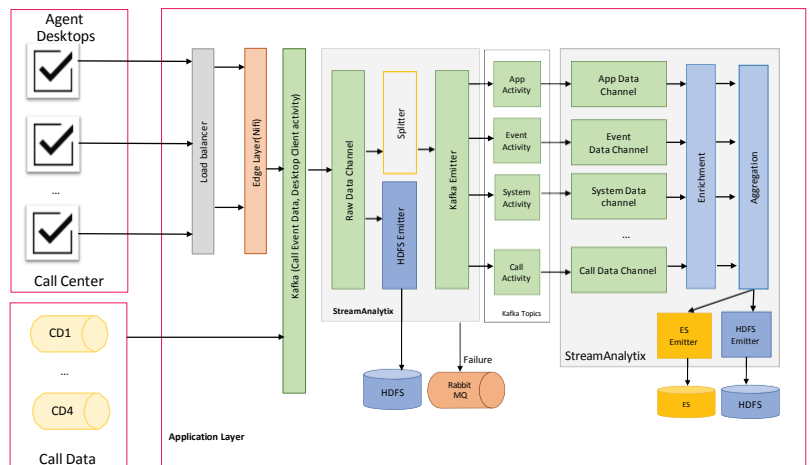 Agent
Desktops
...
Call Center
CD1
...
CD4
Call Data
Load balancer
Edge Layer(Nifi)
Kafka (Call Event Data, Desktop Client activity)
Raw Data Channel
Splitter
HDFS Emitter
Kafka Emitter
StreamAnalytix
HDFS
Failure
Rabbit
MQ
App
Activity
Event
Activity
System
Activity
Call
Activity
Kafka Topics
App Data
Channel
Event
Data Channel
System Data
channel
...
Call Data Channel
Enrichment
Aggregation
StreamAnalytix
ES
Emitter
HDFS
Emitter
ES
HDFS
Application Layer